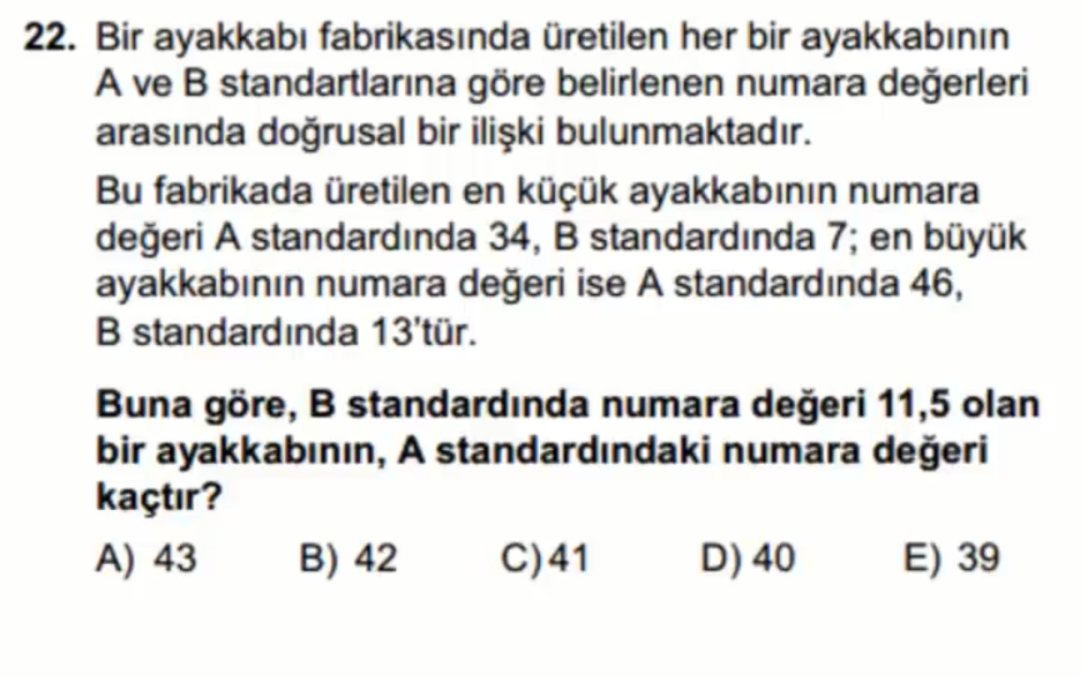 22. Bir ayakkabı fabrikasında üretilen her bir ayakkabının
A ve B standartlarına göre belirlenen numara değerleri
arasında doğrusal bir ilişki bulunmaktadır.
Bu fabrikada üretilen en küçük ayakkabının numara
değeri A standardında 34, B standardında 7; en büyük
ayakkabının numara değeri ise A standardında 46,
B standardında 13'tür.
Buna göre, B standardında numara değeri 11,5 olan
bir ayakkabının, A standardındaki numara değeri
kaçtır?
A) 43 B) 42 C)41 D) 40 E) 39